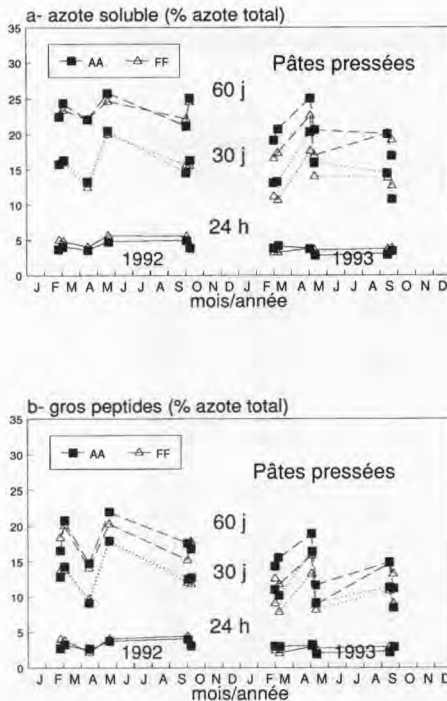 a- azote soluble (% azote total)
35
30
25
20
15
10
5
0
AA
FF
Pâtes pressées
60 j
30 j
24 h
1992
1993
J F M A M J J A S O N D J F M A M J J A S O N D
mois/année
b- gros peptides (% azote total)
35
30
25
20
15
10
5
0
AA
FF
Pâtes pressées
60 j
30 j
24 h
1992
1993
J F M A M J J A S O N D J F M A M J J A S O N D
mois/année